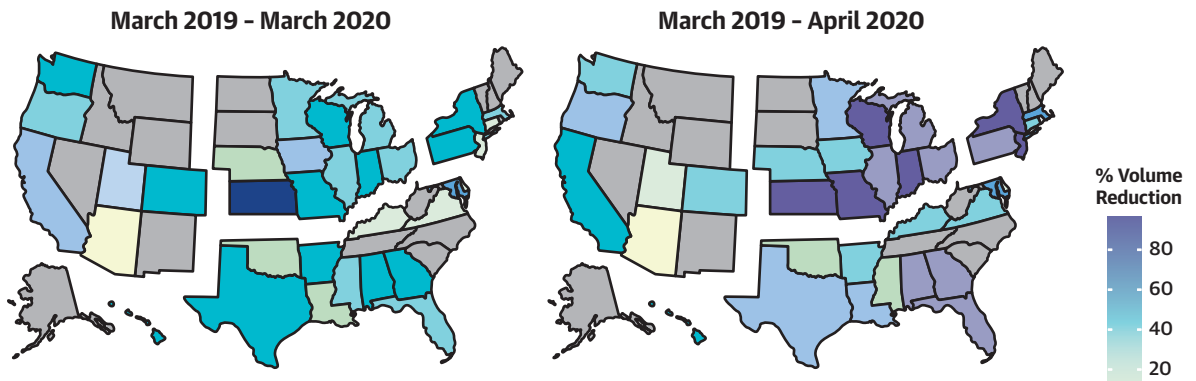 March 2019 – March 2020
March 2019 – April 2020
% Volume
Reduction
80
60
40
20